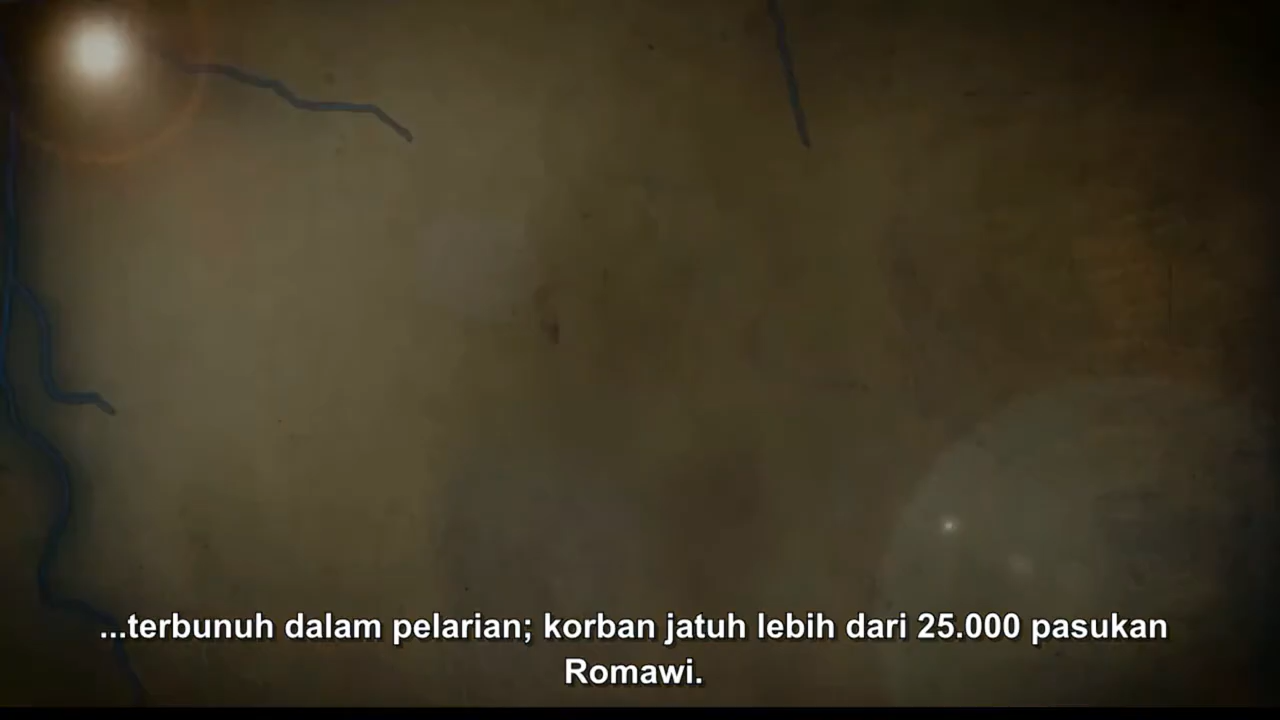 ...terbunuh dalam pelarian; korban jatuh lebih dari 25.000 pasukan
Romawi.